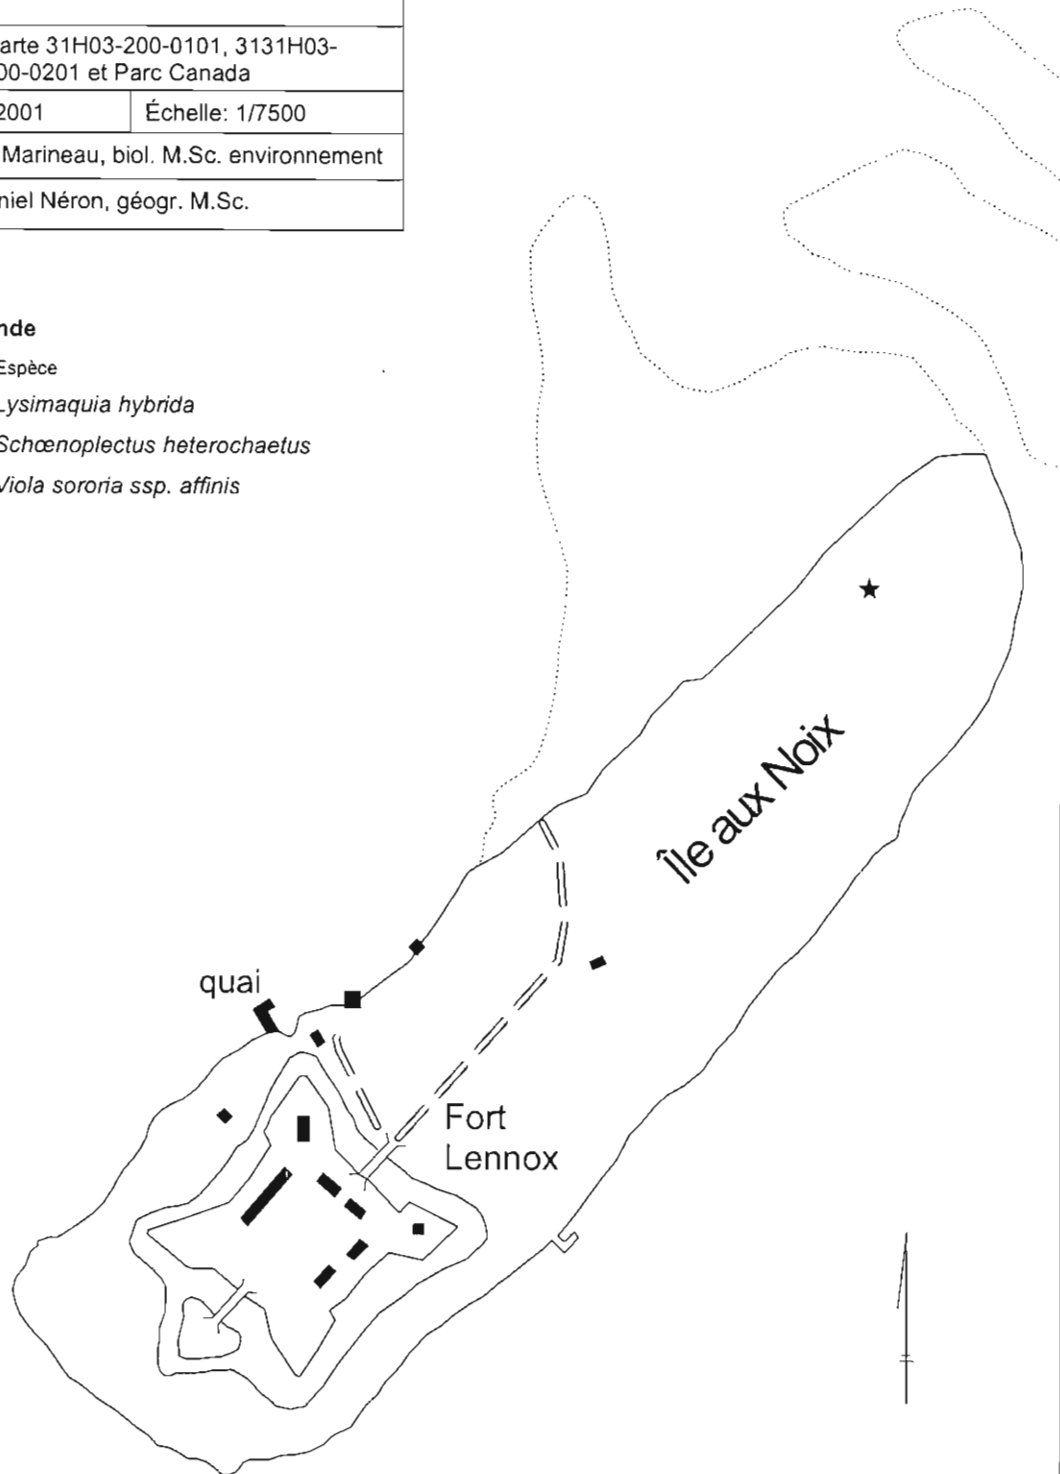 arte 31H03-200-0101, 3131H03-
00-0201 et Parc Canada
2001 Échelle: 1/7500
Marineau, biol. M.Sc. environnement
niel Néron, géogr. M.Sc.
nde
Espèce
Lysimaquia hybrida
Schœnoplectus heterochaetus
Viola sororia ssp. affinis
Île aux Noix
quai
Fort
Lennox